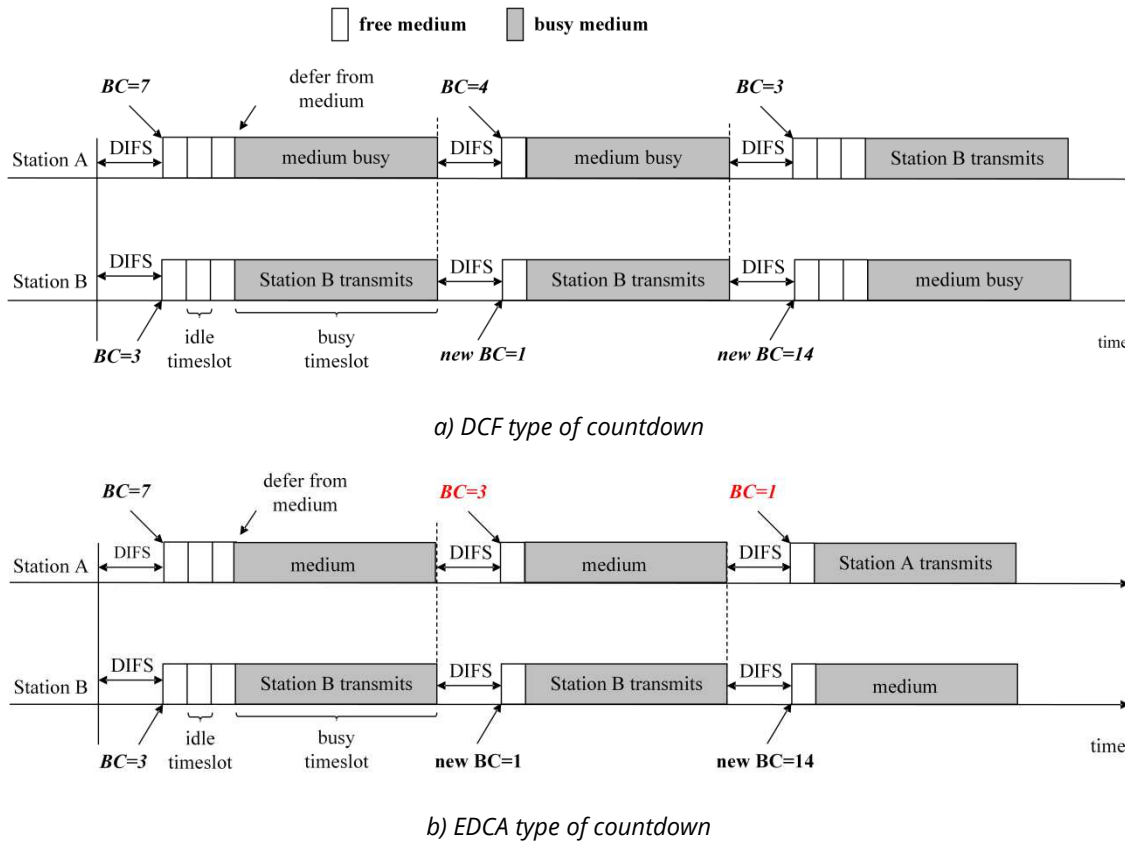 free medium
busy medium
BC=7
defer from
medium
BC=4
BC=3
DIFS
DIFS
DIFS
Station A
medium busy
medium busy
Station B transmits
DIFS
DIFS
DIFS
Station B
Station B transmits
Station B transmits
medium busy
BC=3
idle
timeslot
busy
timeslot
new BC=1
new BC=14
time
a) DCF type of countdown
BC=7
defer from
medium
BC=3
BC=1
DIFS
DIFS
DIFS
Station A
medium
medium
Station A transmits
DIFS
DIFS
DIFS
Station B
Station B transmits
Station B transmits
medium
BC=3
idle
timeslot
busy
timeslot
new BC=1
new BC=14
time
b) EDCA type of countdown